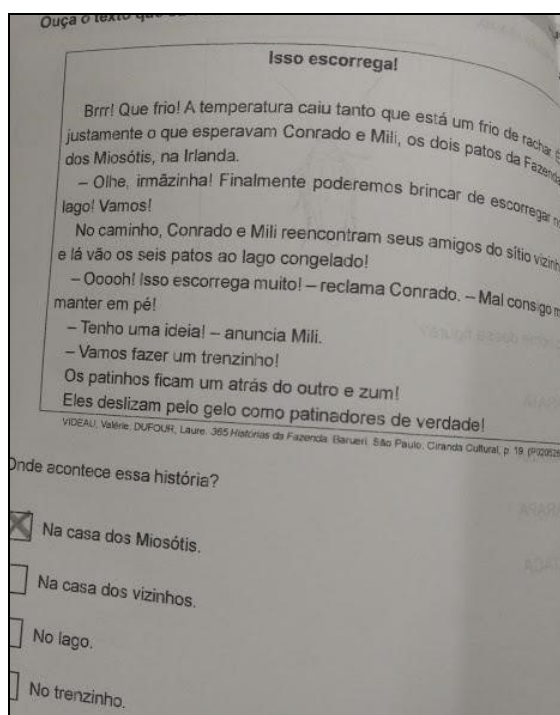 Ouça o texto que
Isso escorrega!
Brrr! Que frio! A temperatura caiu tanto que está um frio de rachar. É
justamente o que esperavam Conrado e Mili, os dois patos da Fazenda
dos Miosótis, na Irlanda.
– Olhe, irmãzinha! Finalmente poderemos brincar de escorregar no
lago! Vamos!
No caminho, Conrado e Mili reencontram seus amigos do sítio vizinh
e lá vão os seis patos ao lago congelado!
– Ooooh! Isso escorrega muito! – reclama Conrado. – Mal consigo m
manter em pé!
– Tenho uma ideia! – anuncia Mili.
– Vamos fazer um trenzinho!
Os patinhos ficam um atrás do outro e zum!
Eles deslizam pelo gelo como patinadores de verdade!
VIDEAU, Valérie; DUFOUR, Laure. 365 Histórias da Fazenda. Barueri, São Paulo: Ciranda Cultural, p. 19.
Onde acontece essa história?
Na casa dos Miosótis.
Na casa dos vizinhos.
No lago.
No trenzinho.